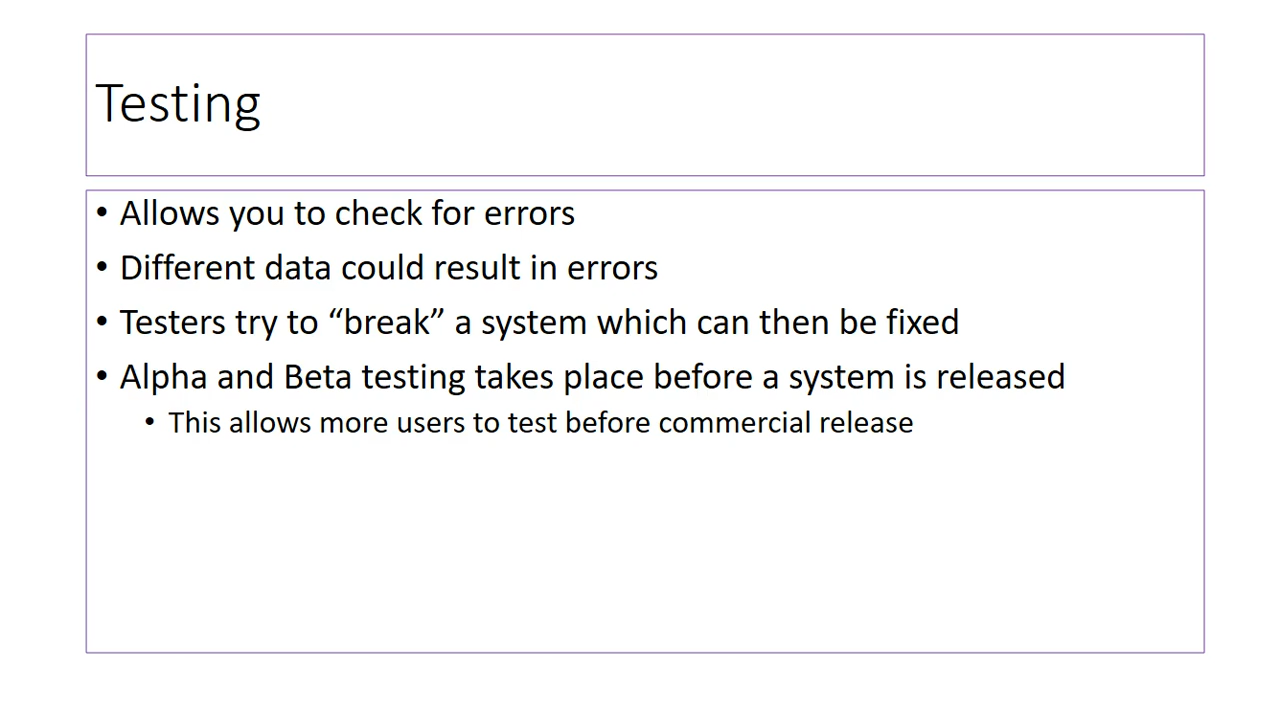 Testing
• Allows you to check for errors
• Different data could result in errors
• Testers try to “break” a system which can then be fixed
• Alpha and Beta testing takes place before a system is released
• This allows more users to test before commercial release